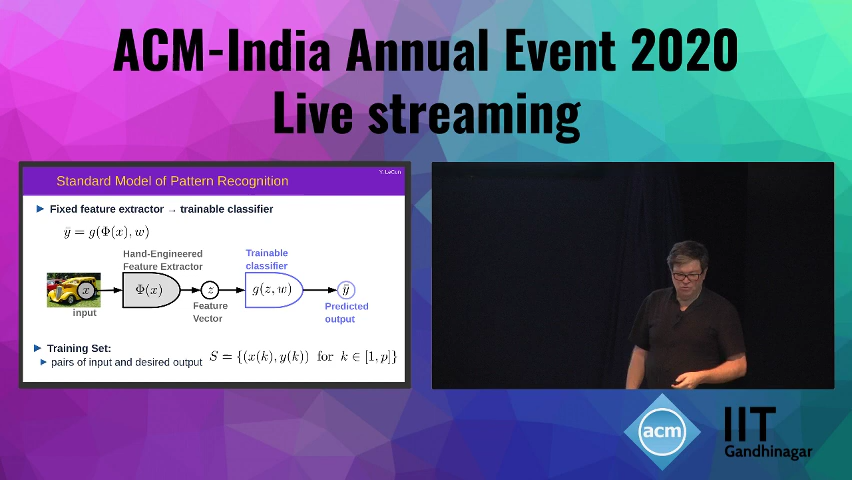 ACM-India Annual Event 2020
Live streaming
Y. LeCun
Standard Model of Pattern Recognition
Fixed feature extractor → trainable classifier
ȳ = g(Φ(x), w)
Hand-Engineered
Feature Extractor
Trainable
classifier
x
Φ(x)
z
g(z, w)
ȳ
input
Feature
Vector
Predicted
output
Training Set:
pairs of input and desired output S = {(x(k), y(k)) for k ∈ [1, p]}
acm
IIT
Gandhinagar